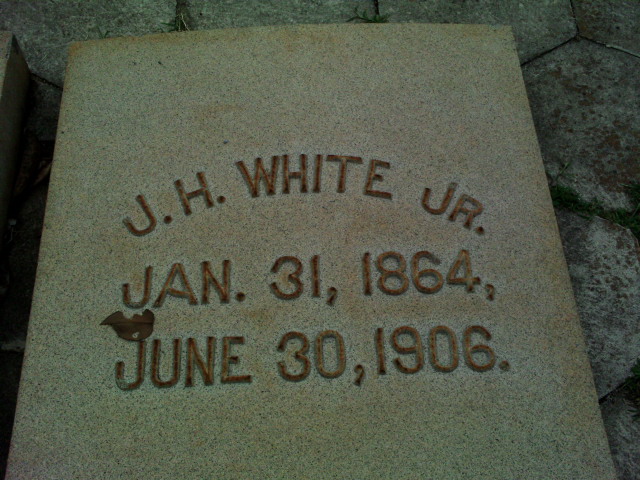 J. H. WHITE JR.
JAN. 31, 1864,
JUNE 30, 1906.